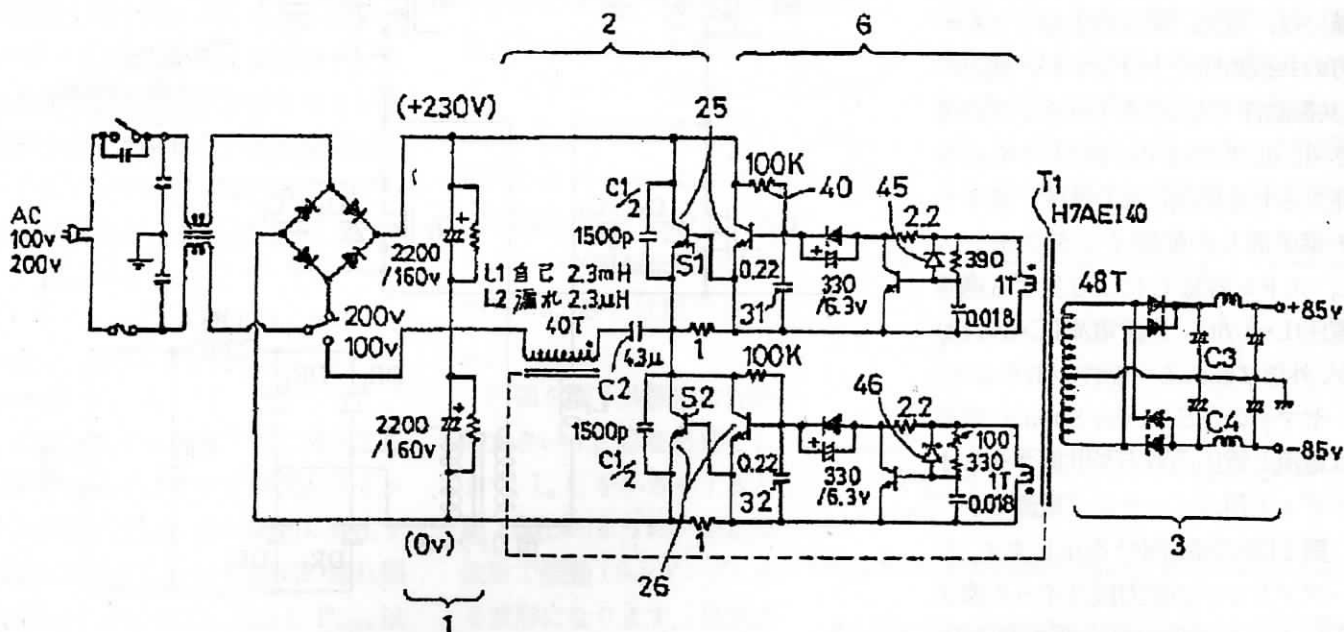 2
6
(+230V)
25
AC
100v
200v
C1/2
1500p
S1
100K
40
45
2.2
T1
H7AEI40
2200
/160v
L1 自己 2.3mH
L2 漏れ 2.3μH
40T
0.22
31
330
/6.3v
390
1T
0.018
48T
+85v
200v
100v
4.3μ
C2
1
C3
2200
/160v
S2
1500p
C1/2
100K
46
2.2
100
330
1T
0.018
0.22
32
330
/6.3v
C4
-85v
(0v)
1
26
3
1